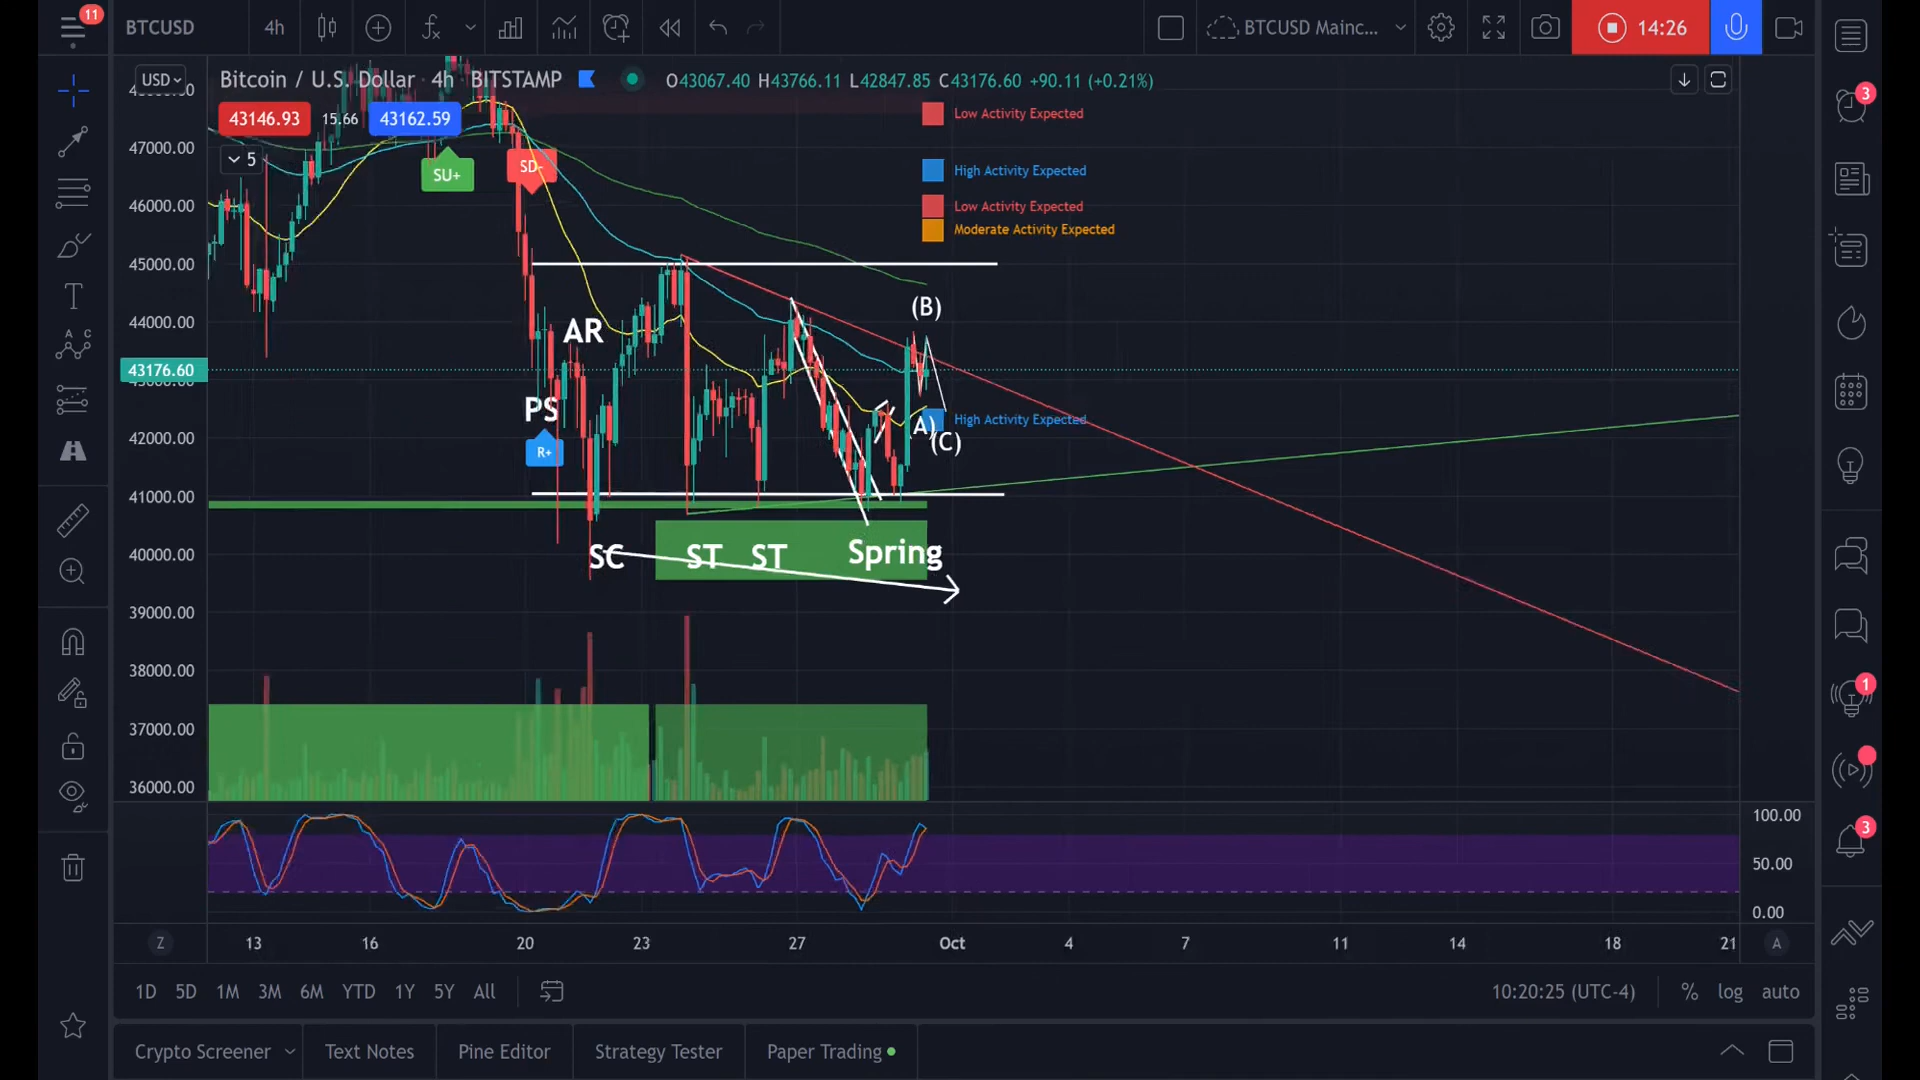 11
BTCUSD
4h
BTCUSD Mainc...
14:26
USD
Bitcoin / U.S. Dollar · 4h · BITSTAMP
O43067.40 H43766.11 L42847.85 C43176.60 +90.11 (+0.21%)
43146.93
15.66
43162.59
5
Low Activity Expected
High Activity Expected
Low Activity Expected
Moderate Activity Expected
High Activity Expected
SU+
47000.00
46000.00
45000.00
44000.00
43176.60
42000.00
41000.00
40000.00
39000.00
38000.00
37000.00
36000.00
AR
PS
R+
(B)
A)
(C)
SC
ST
ST
Spring
100.00
50.00
0.00
Z
13
16
20
23
27
Oct
4
7
11
14
18
21
A
1D
5D
1M
3M
6M
YTD
1Y
5Y
All
10:20:25 (UTC-4)
%
log
auto
Crypto Screener
Text Notes
Pine Editor
Strategy Tester
Paper Trading
3
1
3